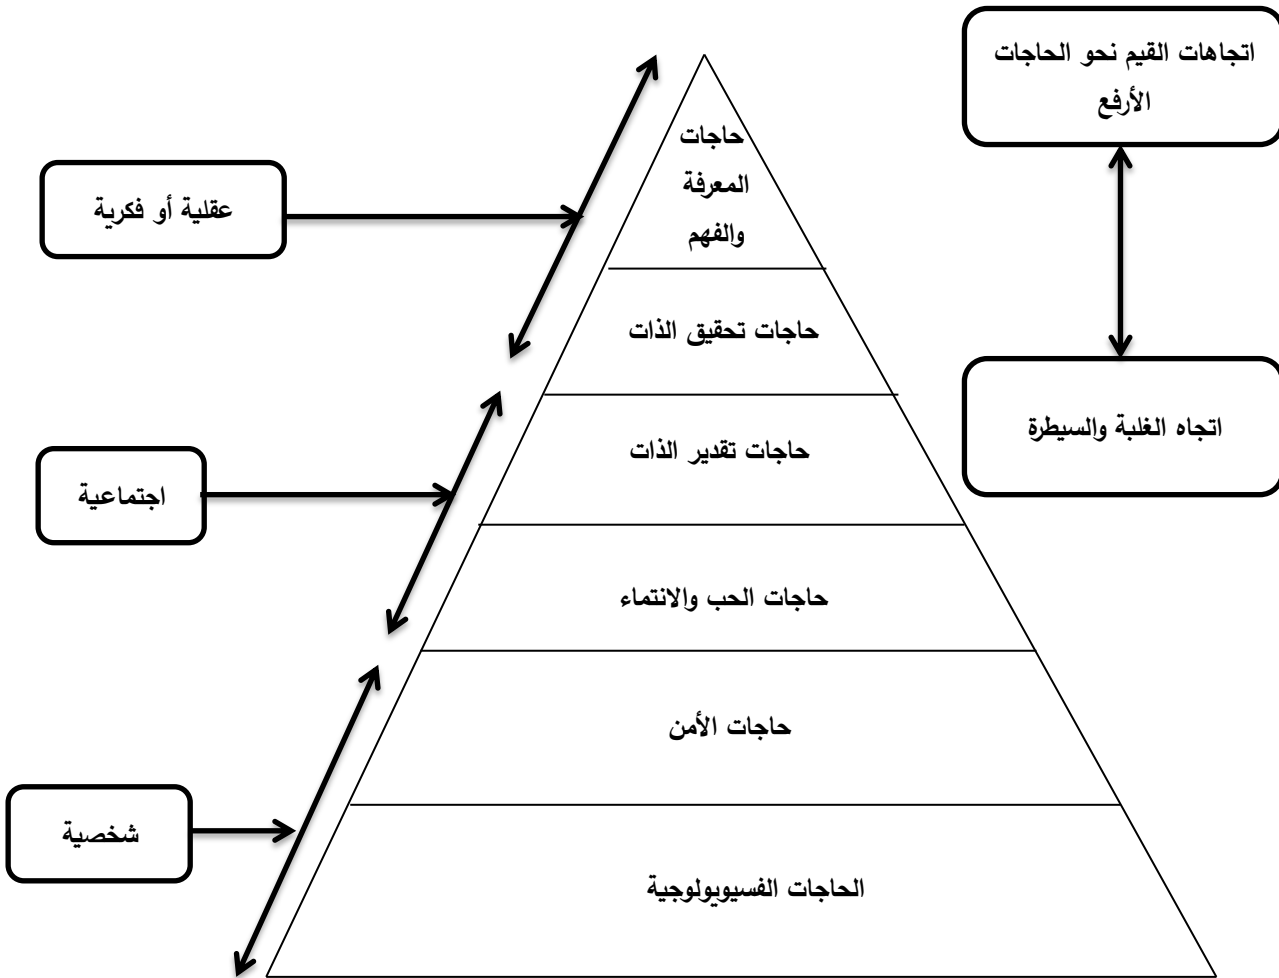 اتجاهات القيم نحو الحاجات
الأرفع
حاجات
المعرفة
والفهم
عقلية أو فكرية
حاجات تحقيق الذات
اتجاه الغلبة والسيطرة
حاجات تقدير الذات
اجتماعية
حاجات الحب والانتماء
حاجات الأمن
شخصية
الحاجات الفسيوبولوجية